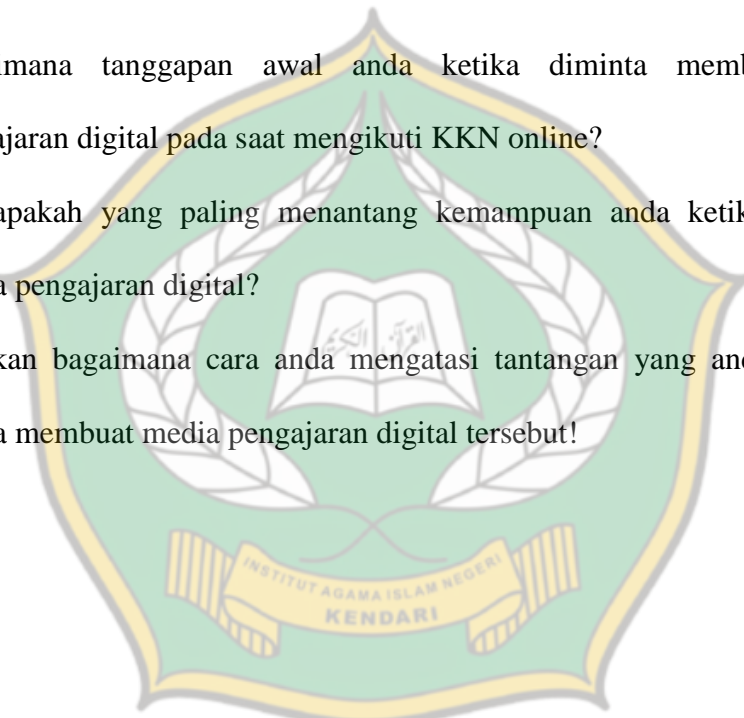 imana tanggapan awal anda ketika diminta memb
ajaran digital pada saat mengikuti KKN online?
apakah yang paling menantang kemampuan anda ketik
a pengajaran digital?
kan bagaimana cara anda mengatasi tantangan yang and
a membuat media pengajaran digital tersebut!
القرآن الكريم
INSTITUT AGAMA ISLAM NEGERI
KENDARI